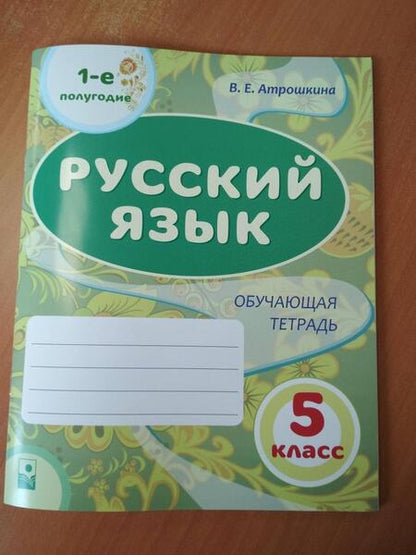 1-е
полугодие
В. Е. Атрошкина
РУССКИЙ
ЯЗЫК
ОБУЧАЮЩАЯ
ТЕТРАДЬ
5
класс